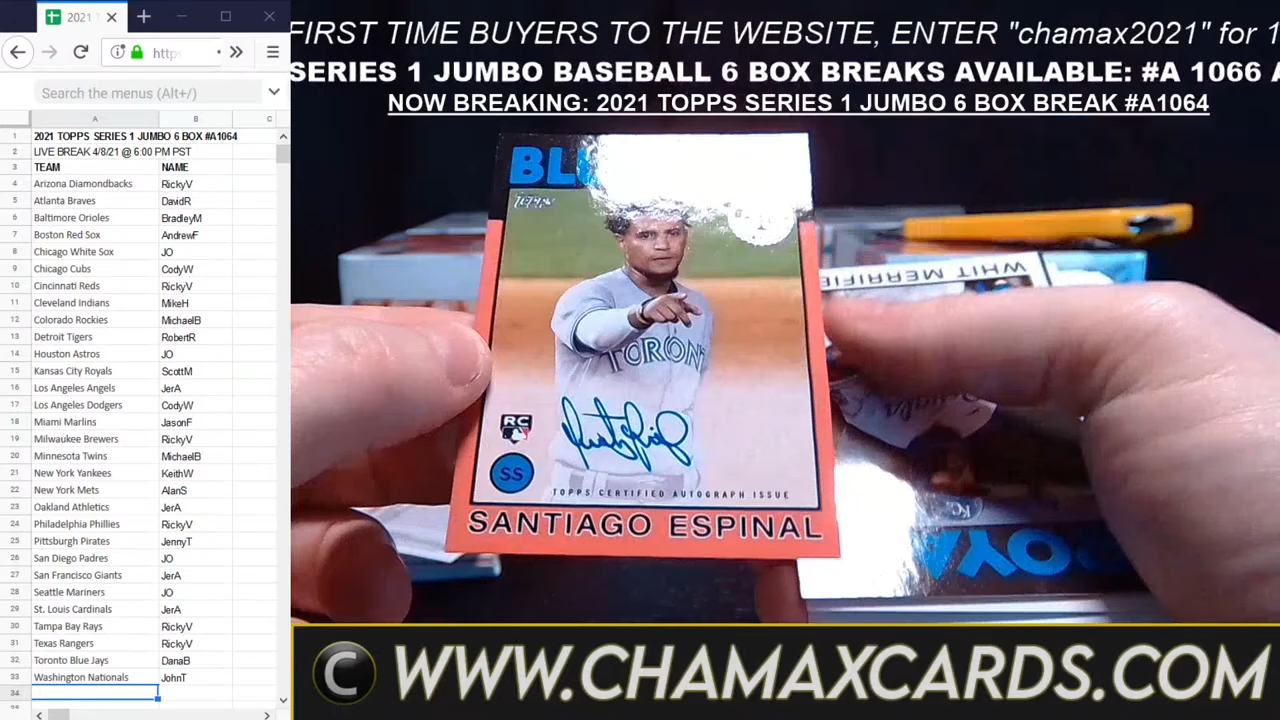 2021
https:
Search the menus (Alt+/)
A B C
1 2021 TOPPS SERIES 1 JUMBO 6 BOX #A1064
2 LIVE BREAK 4/8/21 @ 6:00 PM PST
3 TEAM NAME
4 Arizona Diamondbacks RickyV
5 Atlanta Braves DavidR
6 Baltimore Orioles BradleyM
7 Boston Red Sox AndrewF
8 Chicago White Sox JO
9 Chicago Cubs CodyW
10 Cincinnati Reds RickyV
11 Cleveland Indians MikeH
12 Colorado Rockies MichaelB
13 Detroit Tigers RobertR
14 Houston Astros JO
15 Kansas City Royals ScottM
16 Los Angeles Angels JerA
17 Los Angeles Dodgers CodyW
18 Miami Marlins JasonF
19 Milwaukee Brewers RickyV
20 Minnesota Twins MichaelB
21 New York Yankees KeithW
22 New York Mets AlanS
23 Oakland Athletics JerA
24 Philadelphia Phillies RickyV
25 Pittsburgh Pirates JennyT
26 San Diego Padres JO
27 San Francisco Giants JerA
28 Seattle Mariners JO
29 St. Louis Cardinals JerA
30 Tampa Bay Rays RickyV
31 Texas Rangers RickyV
32 Toronto Blue Jays DanaB
33 Washington Nationals JohnT
34
FIRST TIME BUYERS TO THE WEBSITE, ENTER "chamax2021" for 1
SERIES 1 JUMBO BASEBALL 6 BOX BREAKS AVAILABLE: #A 1066 A
NOW BREAKING: 2021 TOPPS SERIES 1 JUMBO 6 BOX BREAK #A1064
BLU
Topps
WHIT MERRIFIE
TORON
RC
SS
TOPPS CERTIFIED AUTOGRAPH ISSUE
SANTIAGO ESPINAL
ROYA
C WWW.CHAMAXCARDS.COM